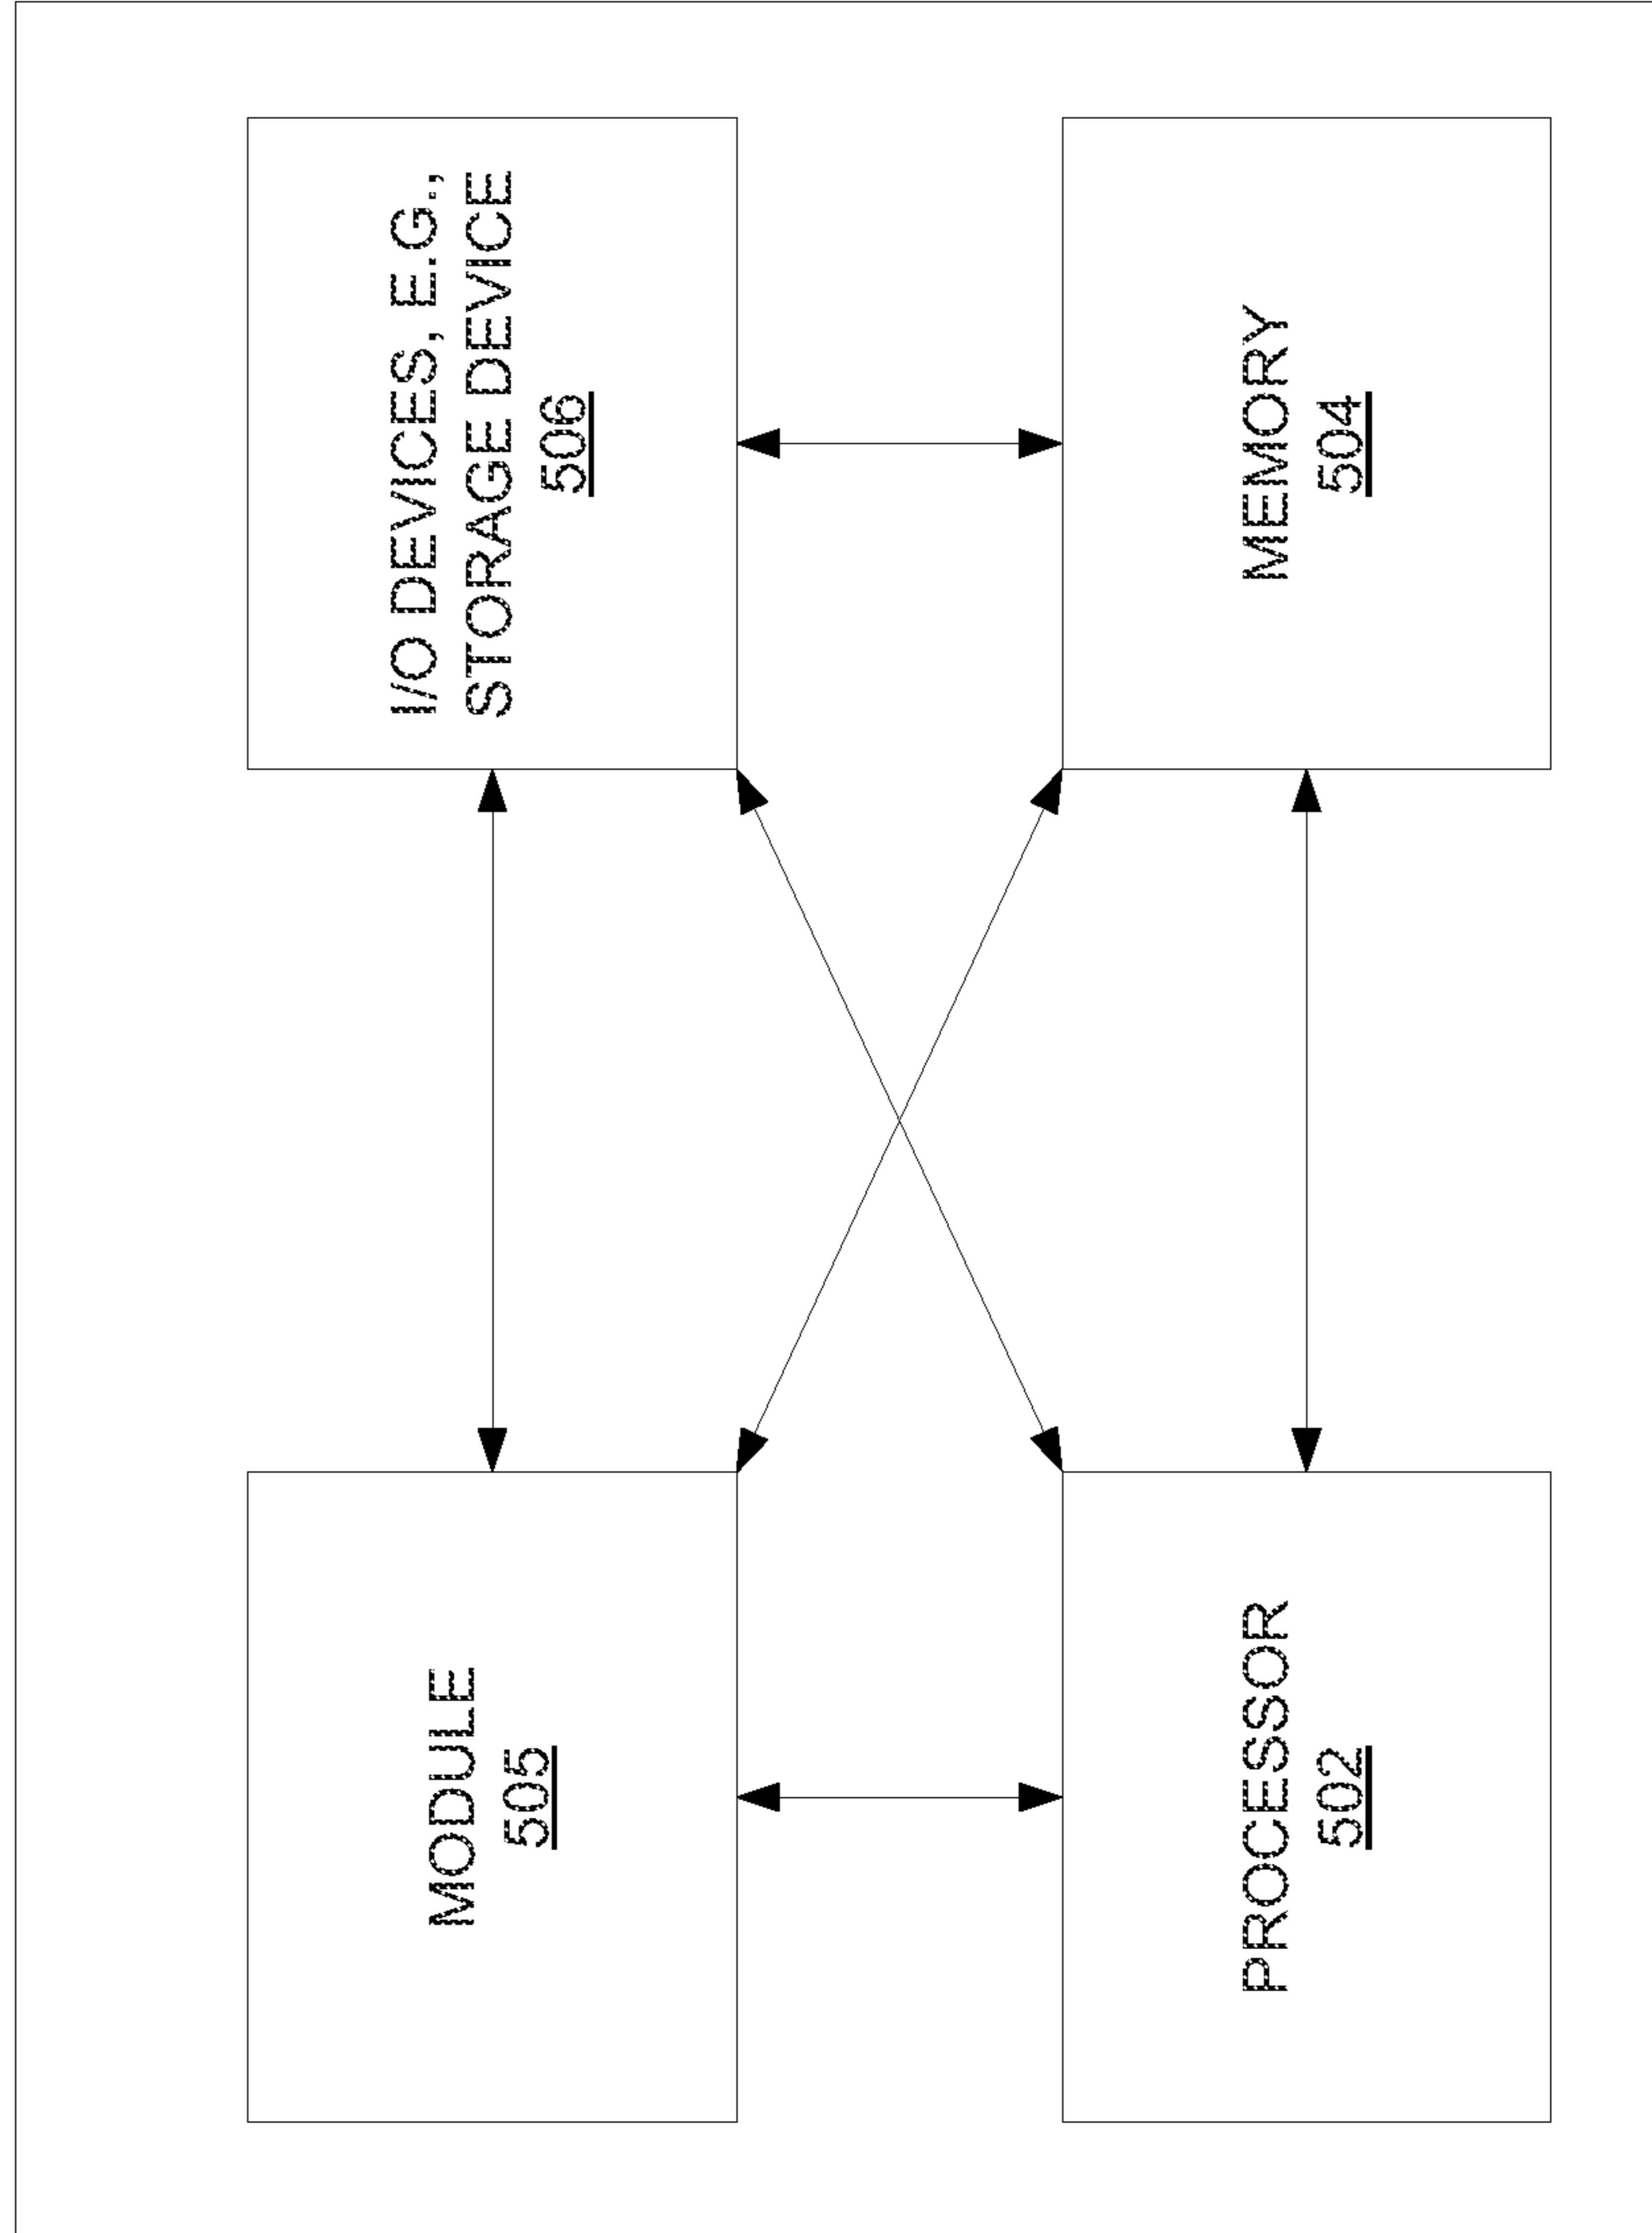 MODULE
505
I/O DEVICES, E.G.,
STORAGE DEVICE
506
PROCESSOR
502
MEMORY
504